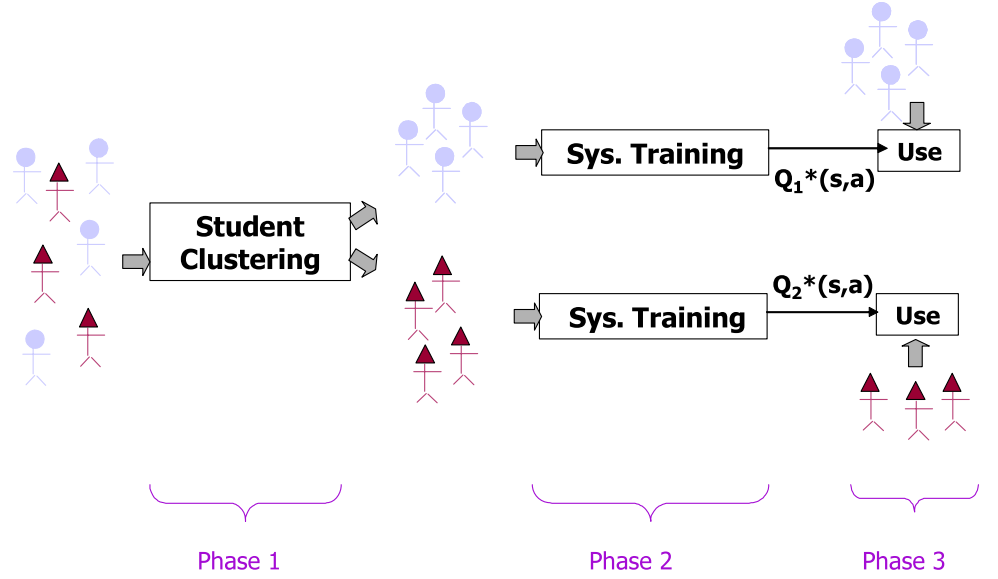 Student
Clustering
Sys. Training
Q₁*(s,a)
Use
Sys. Training
Q₂*(s,a)
Use
Phase 1
Phase 2
Phase 3